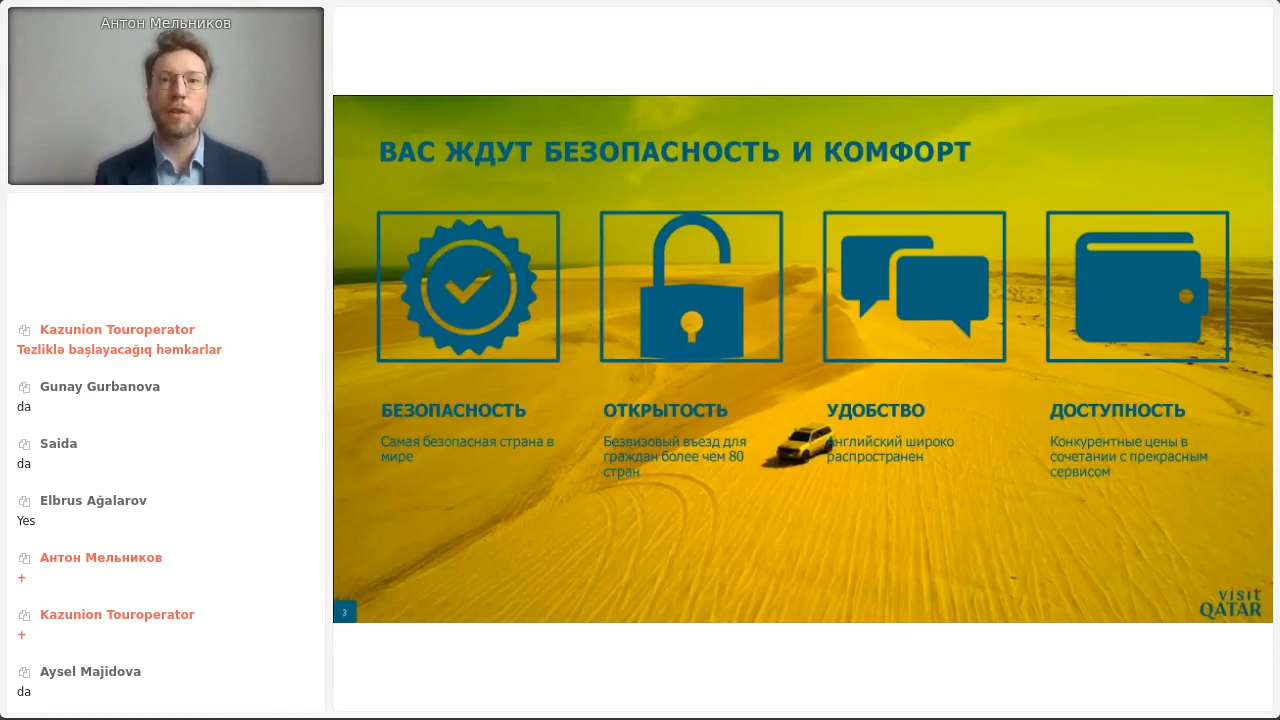 Антон Мельников
Kazunion Touroperator
Tezliklə başlayacağıq həmkarlar
Gunay Gurbanova
da
Saida
da
Elbrus Ağalarov
Yes
Антон Мельников
+
Kazunion Touroperator
+
Aysel Majidova
da
ВАС ЖДУТ БЕЗОПАСНОСТЬ И КОМФОРТ
БЕЗОПАСНОСТЬ
Самая безопасная страна в
мире
ОТКРЫТОСТЬ
Безвизовый въезд для
граждан более чем 80
стран
УДОБСТВО
Английский широко
распространен
ДОСТУПНОСТЬ
Конкурентные цены в
сочетании с прекрасным
сервисом
3
visit
QATAR